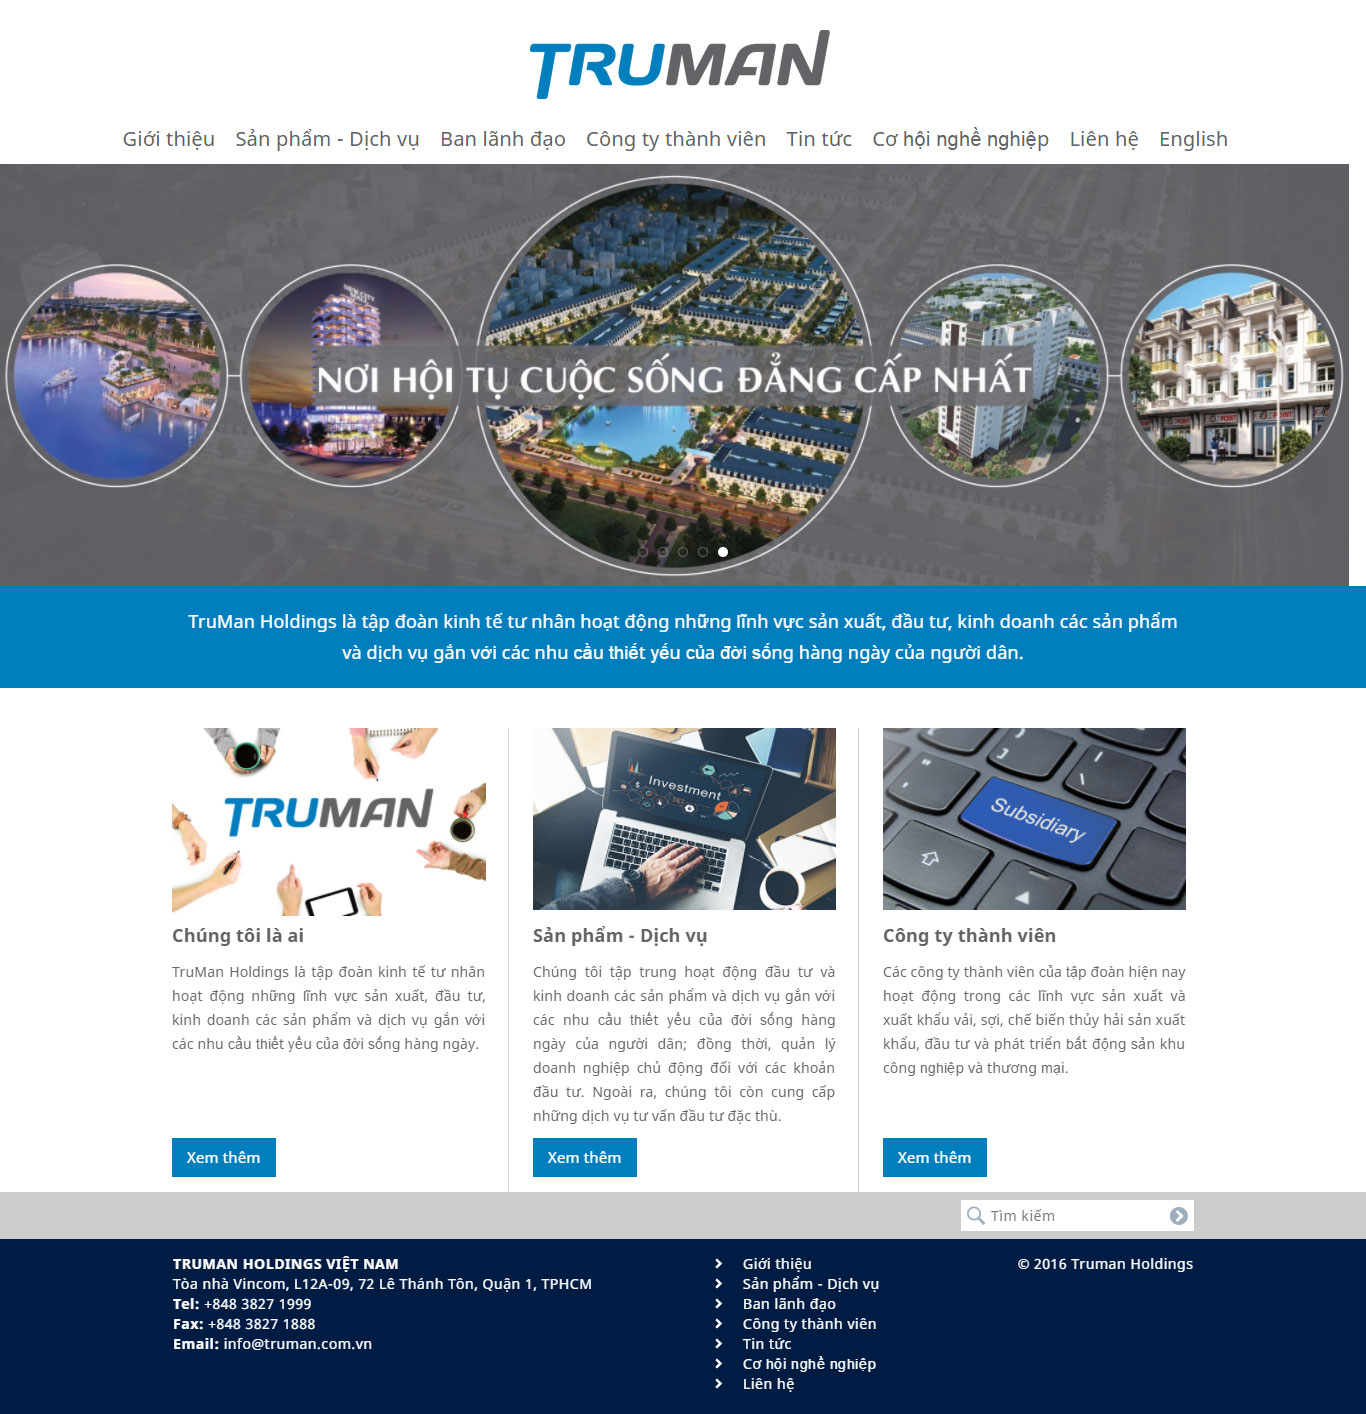 TRUMAN
Giới thiệu Sản phẩm - Dịch vụ Ban lãnh đạo Công ty thành viên Tin tức Cơ hội nghề nghiệp Liên hệ English
NƠI HỘI TỤ CUỘC SỐNG ĐẲNG CẤP NHẤT
TruMan Holdings là tập đoàn kinh tế tư nhân hoạt động những lĩnh vực sản xuất, đầu tư, kinh doanh các sản phẩm
và dịch vụ gắn với các nhu cầu thiết yếu của đời sống hàng ngày của người dân.
TRUMAN
Investment
Subsidiary
Chúng tôi là ai
TruMan Holdings là tập đoàn kinh tế tư nhân
hoạt động những lĩnh vực sản xuất, đầu tư,
kinh doanh các sản phẩm và dịch vụ gắn với
các nhu cầu thiết yếu của đời sống hàng ngày.
Xem thêm
Sản phẩm - Dịch vụ
Chúng tôi tập trung hoạt động đầu tư và
kinh doanh các sản phẩm và dịch vụ gắn với
các nhu cầu thiết yếu của đời sống hàng
ngày của người dân; đồng thời, quản lý
doanh nghiệp chủ động đối với các khoản
đầu tư. Ngoài ra, chúng tôi còn cung cấp
những dịch vụ tư vấn đầu tư đặc thù.
Xem thêm
Công ty thành viên
Các công ty thành viên của tập đoàn hiện nay
hoạt động trong các lĩnh vực sản xuất và
xuất khẩu vải, sợi, chế biến thủy hải sản xuất
khẩu, đầu tư và phát triển bất động sản khu
công nghiệp và thương mại.
Xem thêm
Tìm kiếm
TRUMAN HOLDINGS VIỆT NAM
Tòa nhà Vincom, L12A-09, 72 Lê Thánh Tôn, Quận 1, TPHCM
Tel: +848 3827 1999
Fax: +848 3827 1888
Email: info@truman.com.vn
Giới thiệu
Sản phẩm - Dịch vụ
Ban lãnh đạo
Công ty thành viên
Tin tức
Cơ hội nghề nghiệp
Liên hệ
© 2016 Truman Holdings